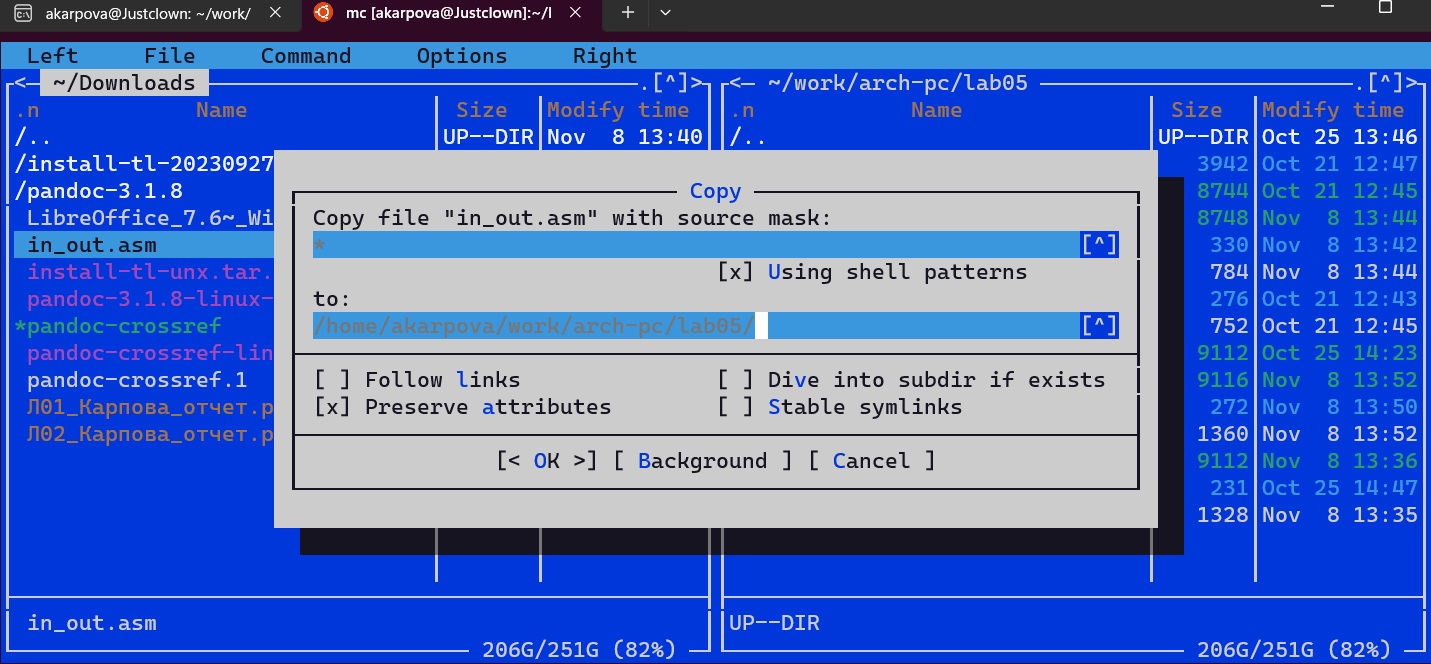 akarpova@Justclown: ~/work/
mc [akarpova@Justclown]:~/l
Left File Command Options Right
<─ ~/Downloads .[^]> <─ ~/work/arch-pc/lab05 .[^]>
.n Name Size Modify time .n Name Size Modify time
/.. UP--DIR Nov 8 13:40 /.. UP--DIR Oct 25 13:46
/install-tl-20230927 3942 Oct 21 12:47
/pandoc-3.1.8 Copy 8744 Oct 21 12:45
LibreOffice_7.6~_Wi Copy file "in_out.asm" with source mask: 8748 Nov 8 13:44
in_out.asm * [^] 330 Nov 8 13:42
install-tl-unx.tar. [x] Using shell patterns 784 Nov 8 13:44
pandoc-3.1.8-linux- to: 276 Oct 21 12:43
*pandoc-crossref /home/akarpova/work/arch-pc/lab05/ [^] 752 Oct 21 12:45
pandoc-crossref-lin 9112 Oct 25 14:23
pandoc-crossref.1 [ ] Follow links [ ] Dive into subdir if exists 9116 Nov 8 13:52
Л01_Карпова_отчет.р [x] Preserve attributes [ ] Stable symlinks 272 Nov 8 13:50
Л02_Карпова_отчет.р 1360 Nov 8 13:52
[< OK >] [ Background ] [ Cancel ] 9112 Nov 8 13:36
231 Oct 25 14:47
1328 Nov 8 13:35
in_out.asm UP--DIR
206G/251G (82%) 206G/251G (82%)